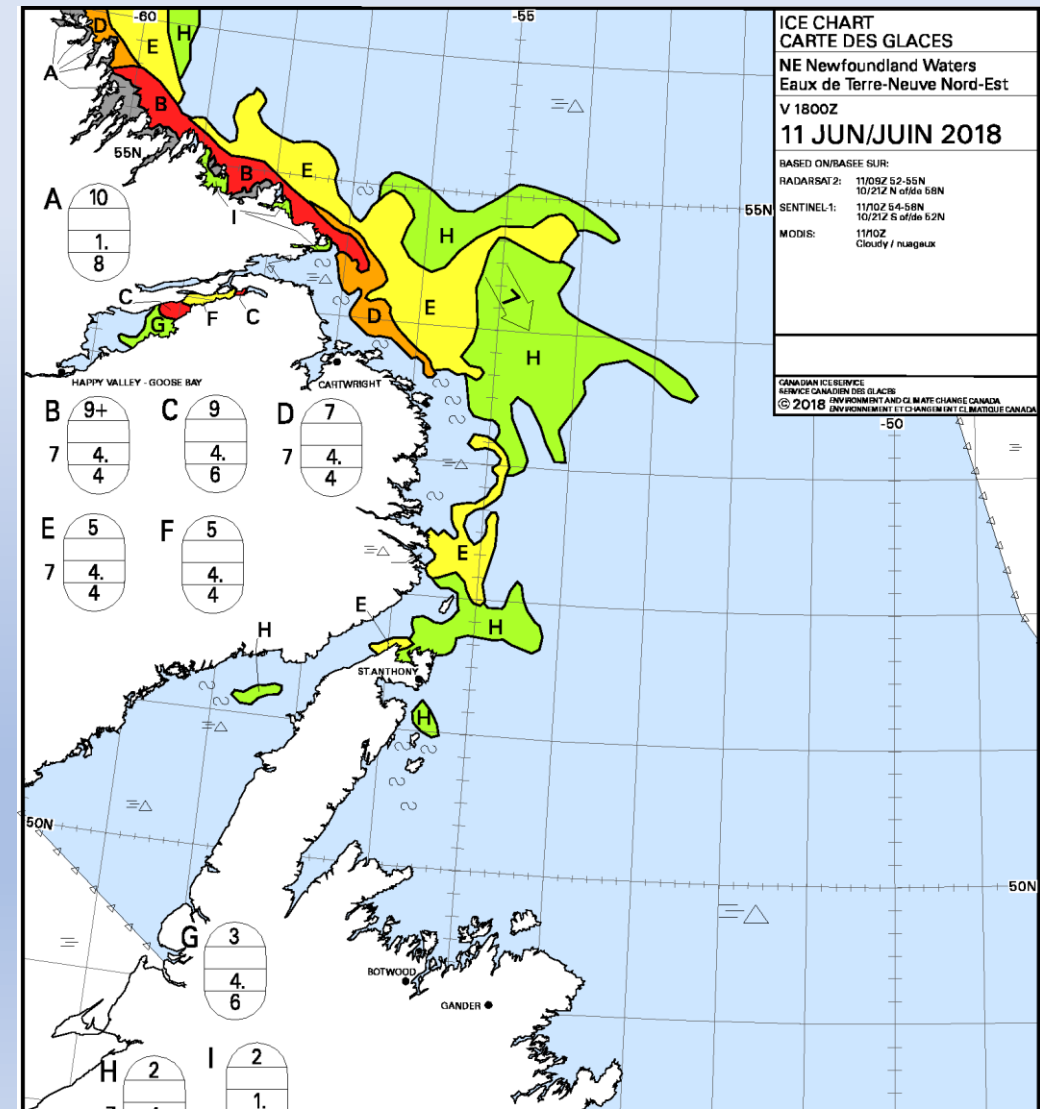 -60
-55
ICE CHART
CARTE DES GLACES
NE Newfoundland Waters
Eaux de Terre-Neuve Nord-Est
V 1800Z
11 JUN/JUIN 2018
BASED ON/BASEE SUR:
RADARSAT2: 11/09Z 52-55N
10/21Z N of/de 58N
SENTINEL-1: 11/10Z 54-58N
10/21Z S of/de 52N
MODIS: 11/10Z
Cloudy / nuageux
CANADIAN ICE SERVICE
SERVICE CANADIEN DES GLACES
© 2018 ENVIRONMENT AND CLIMATE CHANGE CANADA
ENVIRONNEMENT ET CHANGEMENT CLIMATIQUE CANADA
-50
D
E
H
A
B
55N
B
E
I
55N
H
A
10
1.
8
7
E
C
F
C
G
D
H
HAPPY VALLEY - GOOSE BAY
CARTWRIGHT
B
9+
7
4.
4
C
9
4.
6
D
7
7
4.
4
E
5
7
4.
4
F
5
4.
4
E
E
H
H
ST.ANTHONY
H
50N
50N
G
3
4.
6
BOTWOOD
GANDER
H
2
I
2
1.